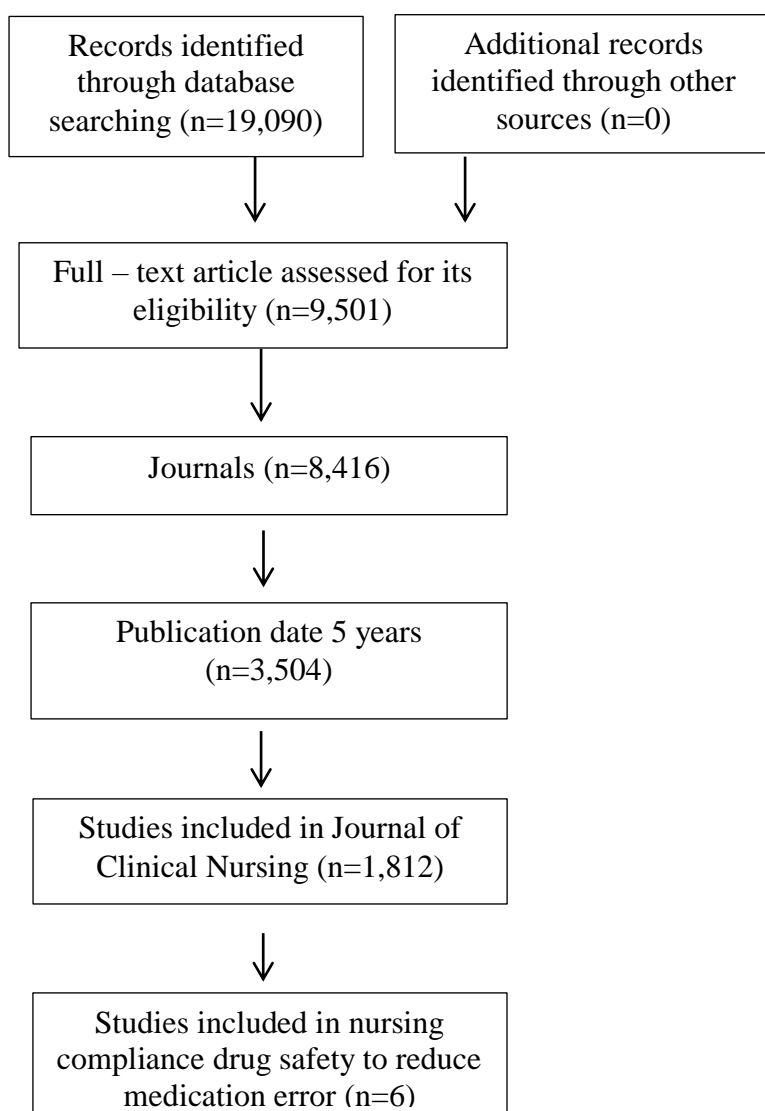 Records identified
through database
searching (n=19,090)
Additional records
identified through other
sources (n=0)
Full – text article assessed for its
eligibility (n=9,501)
Journals (n=8,416)
Publication date 5 years
(n=3,504)
Studies included in Journal of
Clinical Nursing (n=1,812)
Studies included in nursing
compliance drug safety to reduce
medication error (n=6)